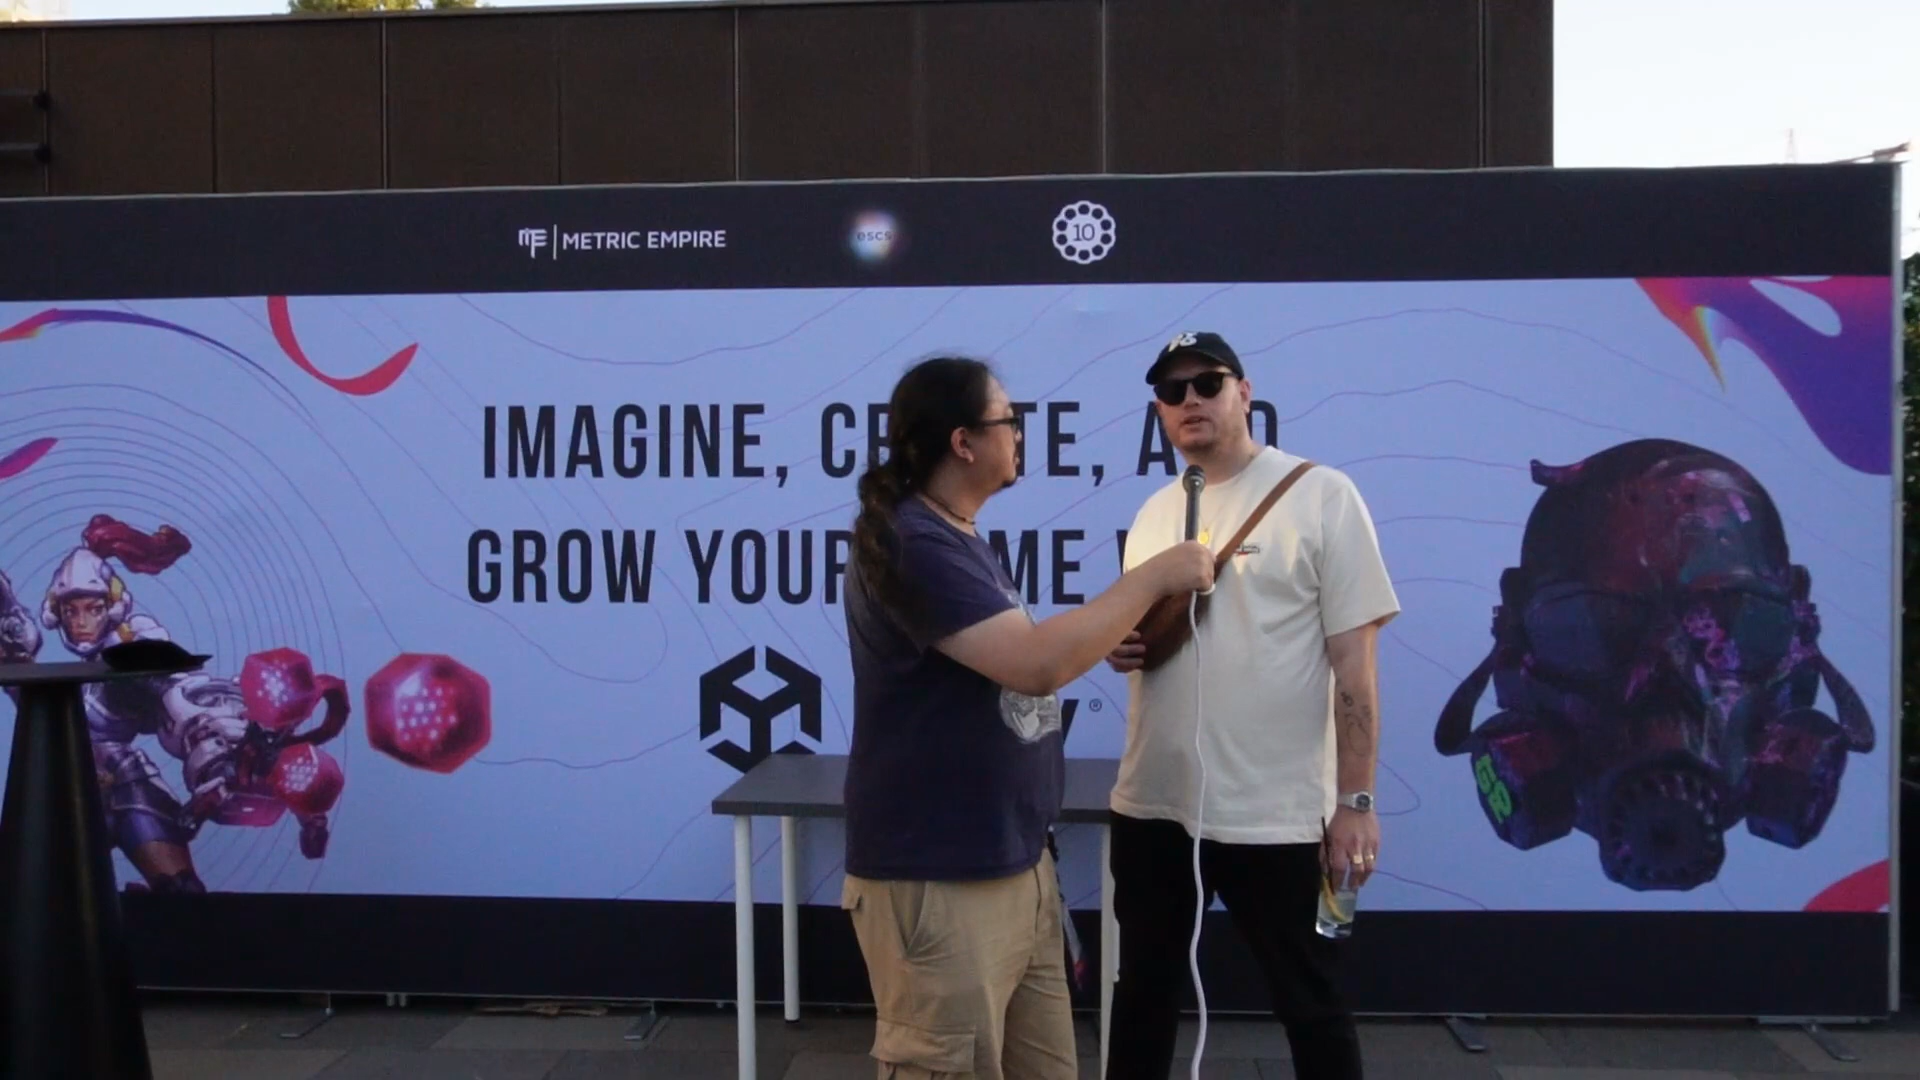 METRIC EMPIRE
escs
10
IMAGINE, C TE, A D
GROW YOUR ME
y®